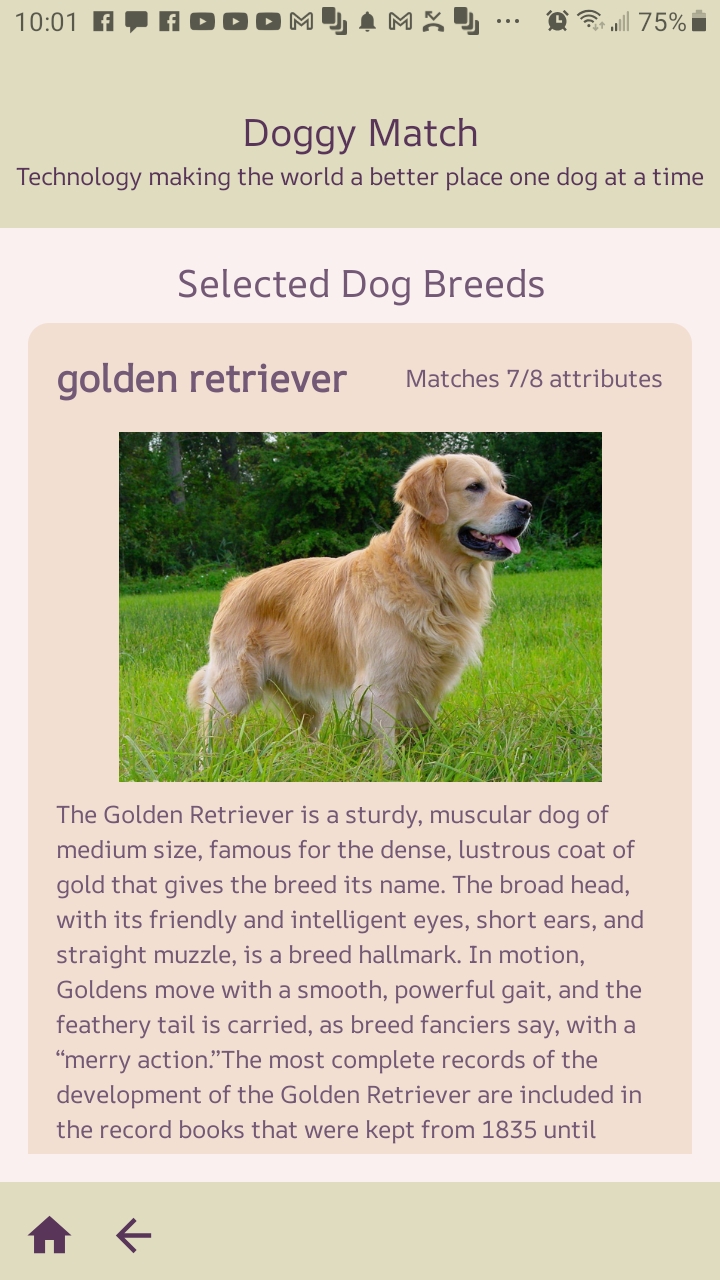 10:01
75%
Doggy Match
Technology making the world a better place one dog at a time
Selected Dog Breeds
golden retriever
Matches 7/8 attributes
The Golden Retriever is a sturdy, muscular dog of
medium size, famous for the dense, lustrous coat of
gold that gives the breed its name. The broad head,
with its friendly and intelligent eyes, short ears, and
straight muzzle, is a breed hallmark. In motion,
Goldens move with a smooth, powerful gait, and the
feathery tail is carried, as breed fanciers say, with a
“merry action.”The most complete records of the
development of the Golden Retriever are included in
the record books that were kept from 1835 until